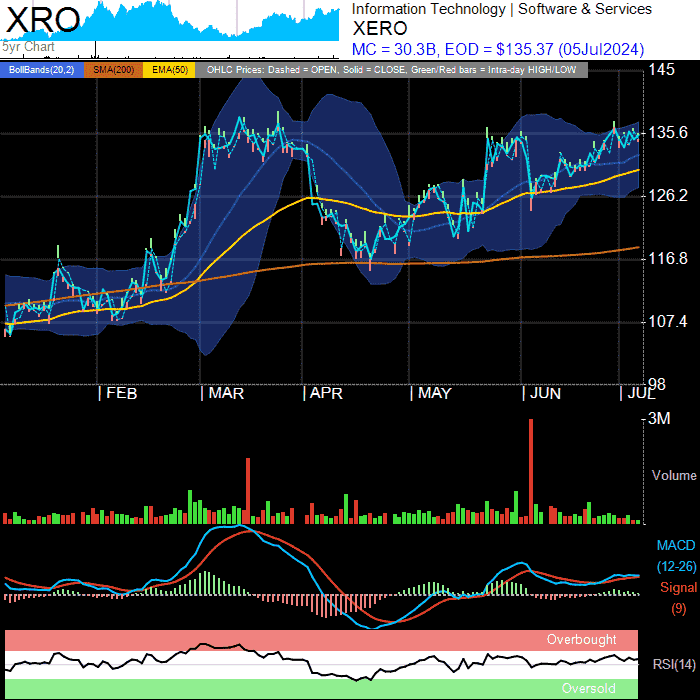 XRO
5yr Chart
Information Technology | Software & Services
XERO
MC = 30.3B, EOD = $135.37 (05Jul2024)
BollBands(20,2) SMA(200) EMA(50) OHLC Prices: Dashed = OPEN, Solid = CLOSE, Green/Red bars = Intra-day HIGH/LOW
145
135.6
126.2
116.8
107.4
98
| FEB | MAR | APR | MAY | JUN | JUL
3M
Volume
MACD
(12-26)
Signal
(9)
Overbought
RSI(14)
Oversold